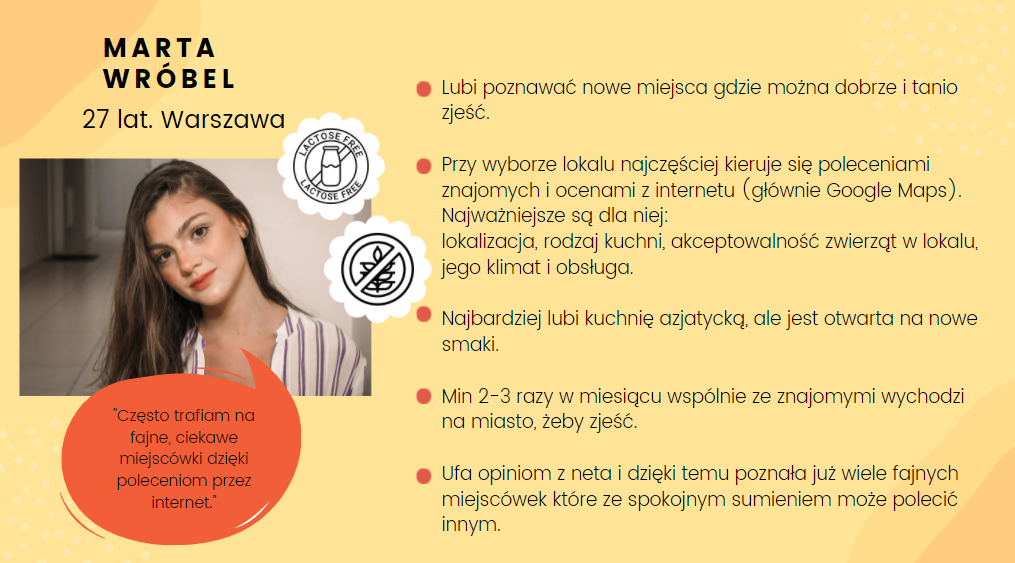 MARTA
WRÓBEL
27 lat. Warszawa
LACTOSE FREE
LACTOSE FREE
"Często trafiam na
fajne, ciekawe
miejscówki dzięki
poleceniom przez
internet."
Lubi poznawać nowe miejsca gdzie można dobrze i tanio
zjeść.
Przy wyborze lokalu najczęściej kieruje się poleceniami
znajomych i ocenami z internetu (głównie Google Maps).
Najważniejsze są dla niej:
lokalizacja, rodzaj kuchni, akceptowalność zwierząt w lokalu,
jego klimat i obsługa.
Najbardziej lubi kuchnię azjatycką, ale jest otwarta na nowe
smaki.
Min 2-3 razy w miesiącu wspólnie ze znajomymi wychodzi
na miasto, żeby zjeść.
Ufa opiniom z neta i dzięki temu poznała już wiele fajnych
miejscówek które ze spokojnym sumieniem może polecić
innym.